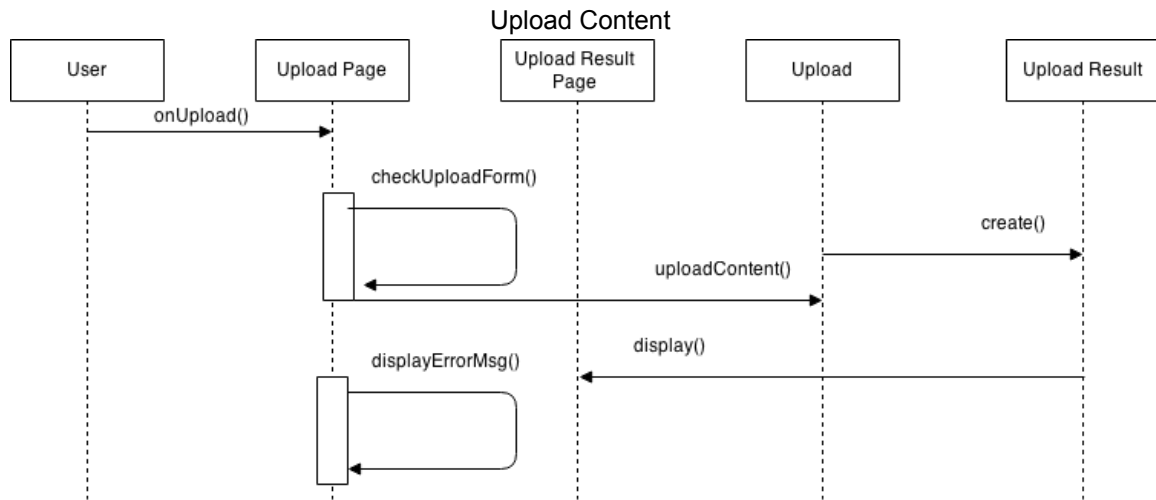 Upload Content
User
Upload Page
Upload Result
Page
Upload
Upload Result
onUpload()
checkUploadForm()
create()
uploadContent()
display()
displayErrorMsg()